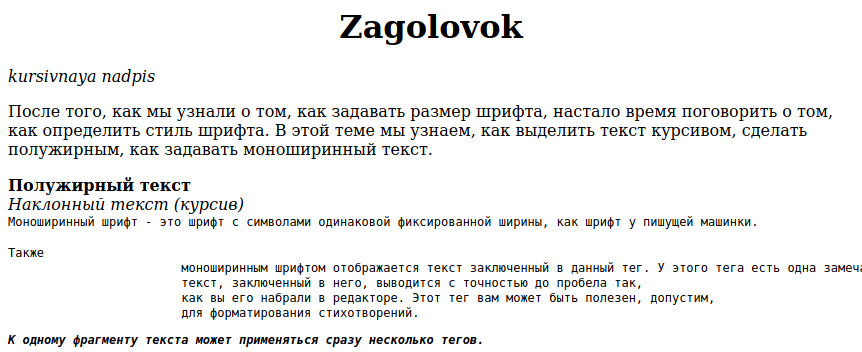 Zagolovok
kursivnaya nadpis
После того, как мы узнали о том, как задавать размер шрифта, настало время поговорить о том,
как определить стиль шрифта. В этой теме мы узнаем, как выделить текст курсивом, сделать
полужирным, как задавать моноширинный текст.
Полужирный текст
Наклонный текст (курсив)
Моноширинный шрифт - это шрифт с символами одинаковой фиксированной ширины, как шрифт у пишущей машинки.
Также
моноширинным шрифтом отображается текст заключенный в данный тег. У этого тега есть одна
текст, заключенный в него, выводится с точностью до пробела так,
как вы его набрали в редакторе. Этот тег вам может быть полезен, допустим,
для форматирования стихотворений.
К одному фрагменту текста может применяться сразу несколько тегов.